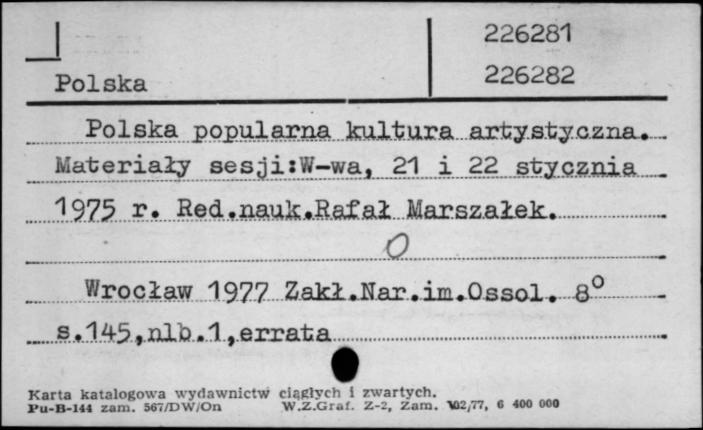 226281
226282
Polska
Polska popularna kultura artystyczna.
Materiały sesji:W-wa, 21 i 22 stycznia
1975 r. Red.nauk.Rafał Marszałek.
O
Wrocław 1977 Zakł.Nar.im.Ossol. 8°
s.145,nlb.1,errata
Karta katalogowa wydawnictw ciągłych i zwartych.
Pu-B-144 zam. 567/DW/On W.Z.Graf. Z-2, Zam. 102/77, 6 400 000